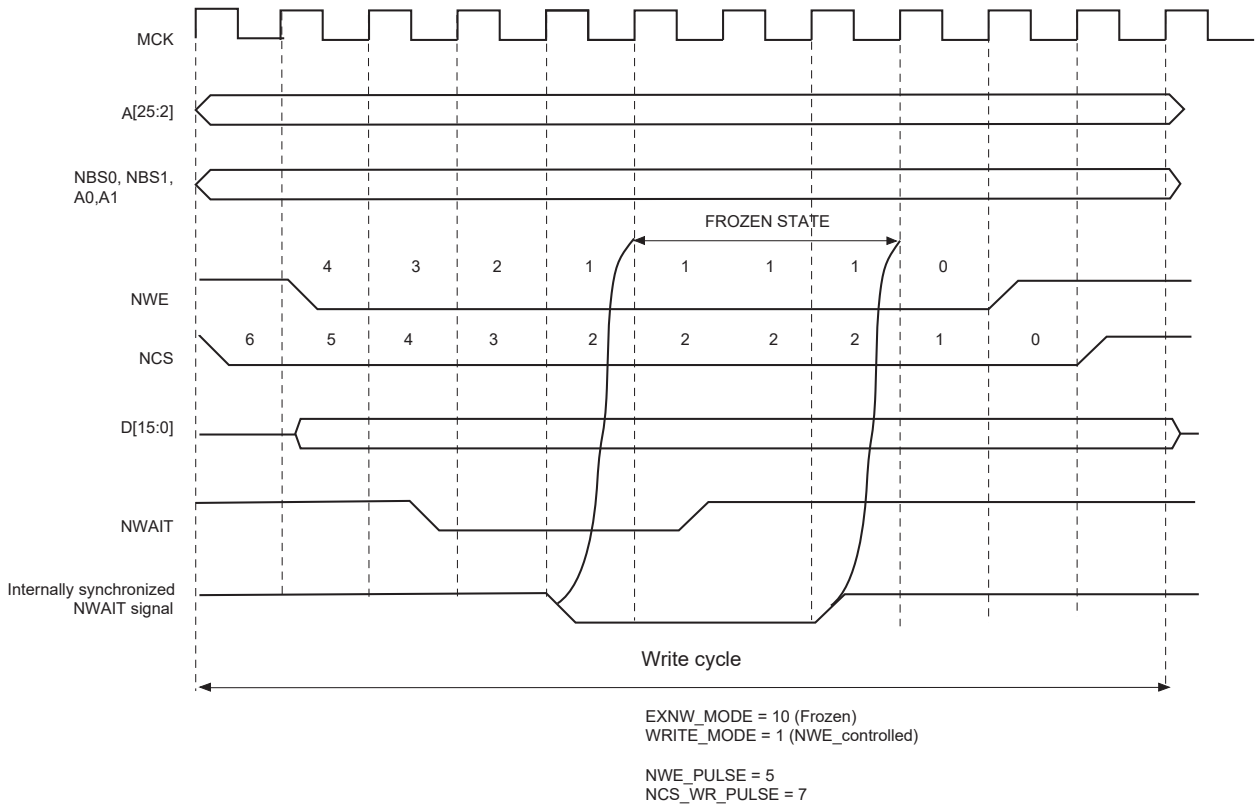 MCK
A[25:2]
NBS0, NBS1,
A0,A1
FROZEN STATE
4 3 2 1 1 1 1 0
NWE
6 5 4 3 2 2 2 2 1 0
NCS
D[15:0]
NWAIT
Internally synchronized
NWAIT signal
Write cycle
EXNW_MODE = 10 (Frozen)
WRITE_MODE = 1 (NWE_controlled)
NWE_PULSE = 5
NCS_WR_PULSE = 7